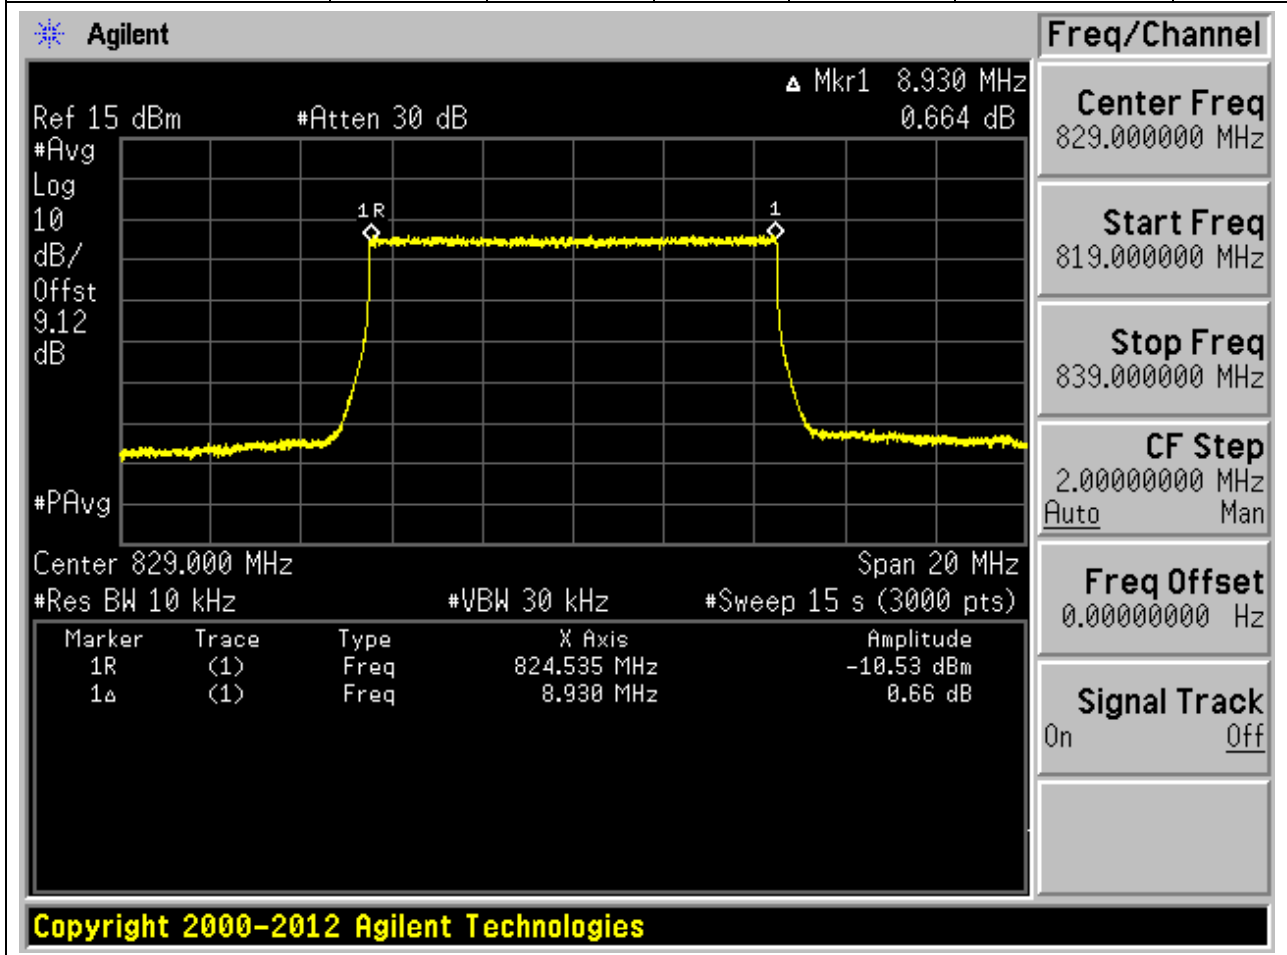 Agilent
Δ Mkr1 8.930 MHz
Ref 15 dBm #Atten 30 dB 0.664 dB
#Avg
Log
10
dB/
Offst
9.12
dB
1R
1
#PAvg
Center 829.000 MHz Span 20 MHz
#Res BW 10 kHz #VBW 30 kHz #Sweep 15 s (3000 pts)
Marker Trace Type X Axis Amplitude
1R (1) Freq 824.535 MHz -10.53 dBm
1Δ (1) Freq 8.930 MHz 0.66 dB
Freq/Channel
Center Freq
829.000000 MHz
Start Freq
819.000000 MHz
Stop Freq
839.000000 MHz
CF Step
2.00000000 MHz
Auto Man
Freq Offset
0.00000000 Hz
Signal Track
On Off
Copyright 2000-2012 Agilent Technologies